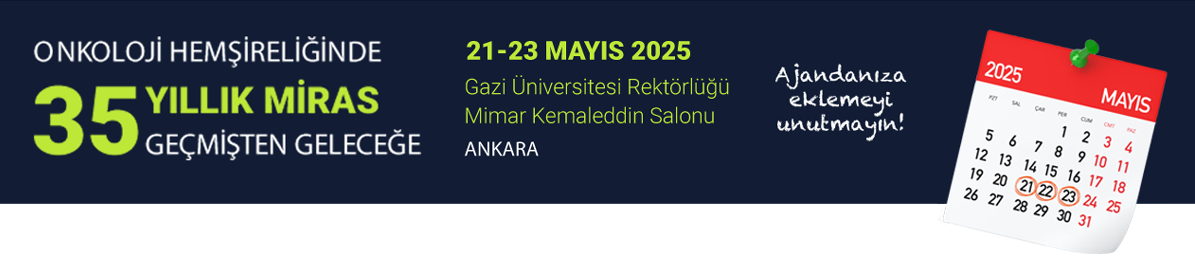 ONKOLOJİ HEMŞİRELİĞİNDE
35 YILLIK MİRAS
GEÇMİŞTEN GELECEĞE
21-23 MAYIS 2025
Gazi Üniversitesi Rektörlüğü
Mimar Kemaleddin Salonu
ANKARA
Ajandanıza
eklemeyi
unutmayın!
2025
MAYIS
PZT SAL ÇAR PER CUM CMT PAZ
1 2 3 4
5 6 7 8 9 10 11
12 13 14 15 16 17 18
19 20 21 22 23 24 25
26 27 28 29 30 31